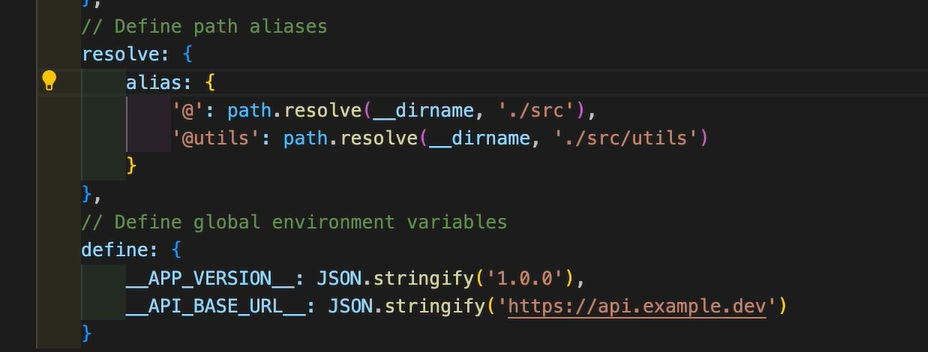 },
// Define path aliases
resolve: {
alias: {
'@': path.resolve(__dirname, './src'),
'@utils': path.resolve(__dirname, './src/utils')
}
},
// Define global environment variables
define: {
__APP_VERSION__: JSON.stringify('1.0.0'),
__API_BASE_URL__: JSON.stringify('https://api.example.dev')
}